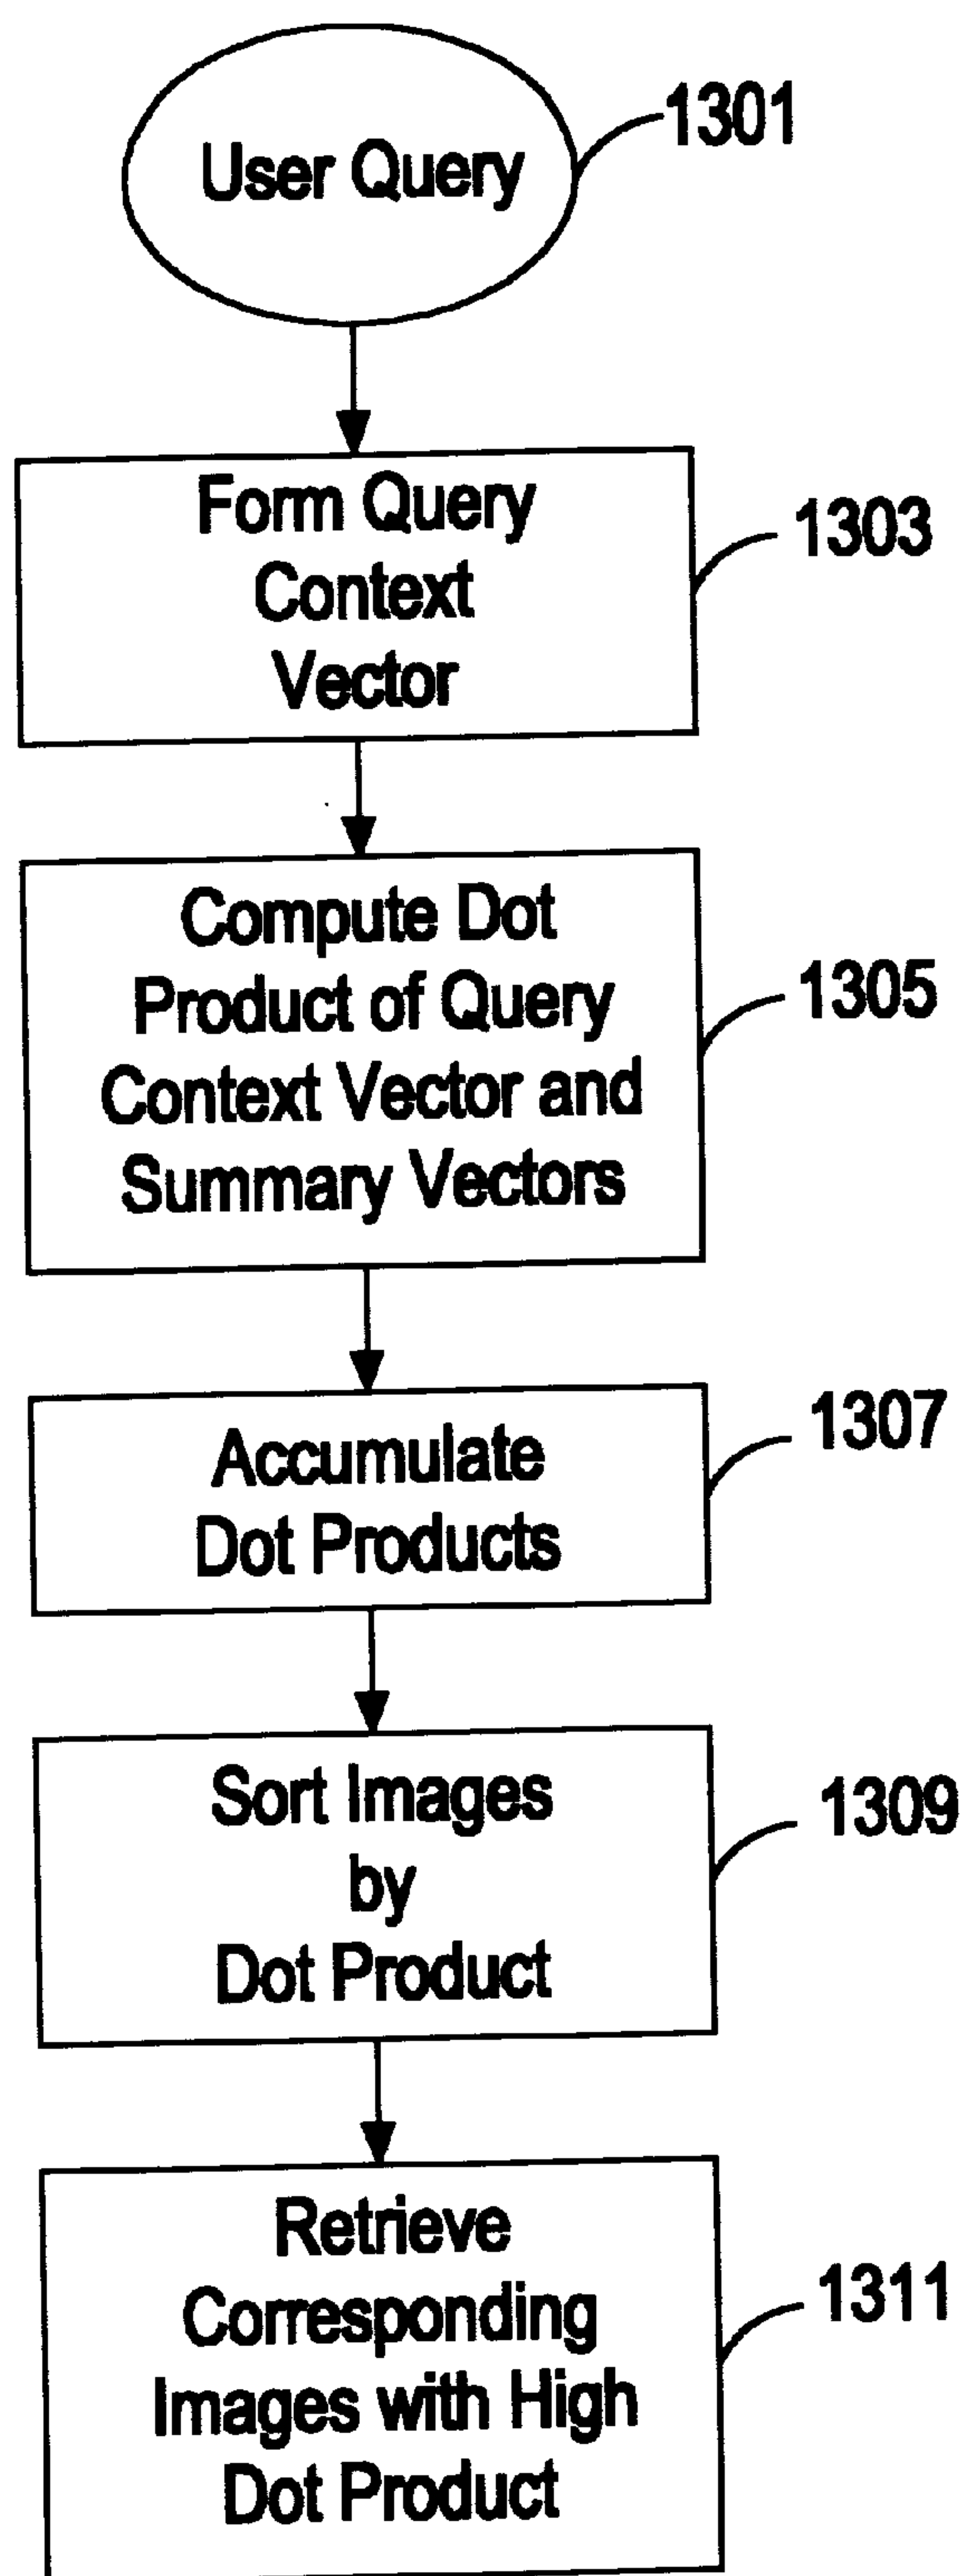 User Query
1301
Form Query
Context
Vector
1303
Compute Dot
Product of Query
Context Vector and
Summary Vectors
1305
Accumulate
Dot Products
1307
Sort Images
by
Dot Product
1309
Retrieve
Corresponding
Images with High
Dot Product
1311